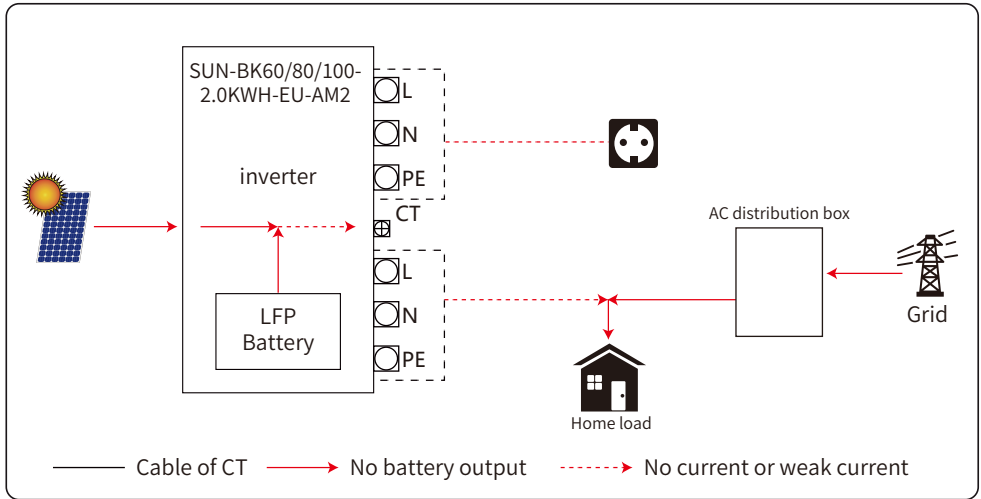 SUN-BK60/80/100-
2.0KWH-EU-AM2
L
N
inverter
PE
CT
AC distribution box
L
LFP
Battery
N
Grid
PE
Home load
Cable of CT
No battery output
No current or weak current